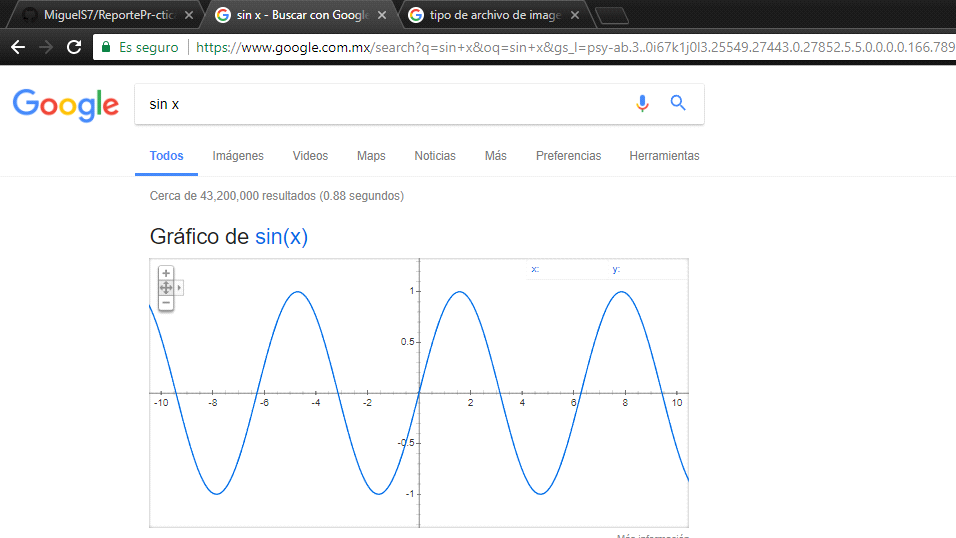 MiguelS7/ReportePr-ctic
sin x - Buscar con Google
tipo de archivo de image
Es seguro
https://www.google.com.mx/search?q=sin+x&oq=sin+x&gs_l=psy-ab.3..0i67k1j0l3.25549.27443.0.27852.5.5.0.0.0.0.166.789
Google
sin x
Todos Imágenes Videos Maps Noticias Más Preferencias Herramientas
Cerca de 43,200,000 resultados (0.88 segundos)
Gráfico de sin(x)
x: y:
1
0.5
-10 -8 -6 -4 -2 2 4 6 8 10
-0.5
-1
Más información